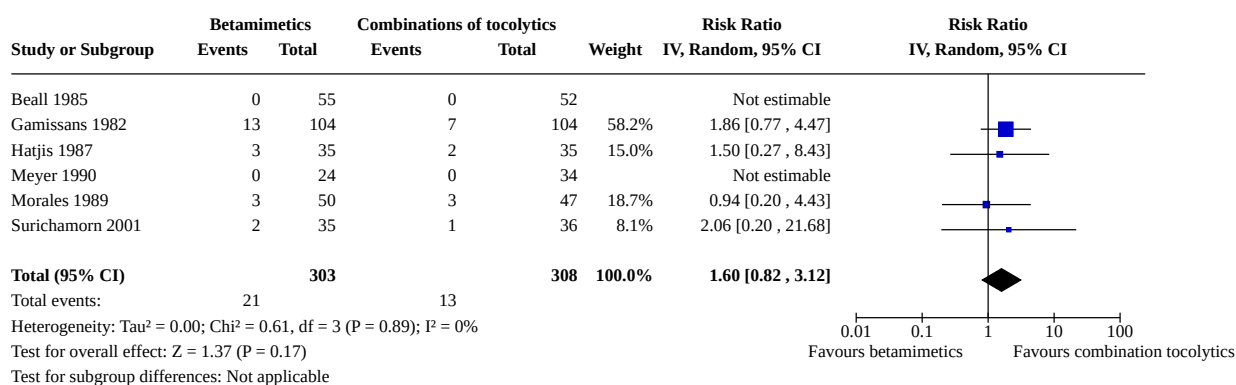 Betamimetics Combinations of tocolytics Risk Ratio Risk Ratio
Study or Subgroup Events Total Events Total Weight IV, Random, 95% CI IV, Random, 95% CI
Beall 1985 0 55 0 52 Not estimable
Gamissans 1982 13 104 7 104 58.2% 1.86 [0.77 , 4.47]
Hatjis 1987 3 35 2 35 15.0% 1.50 [0.27 , 8.43]
Meyer 1990 0 24 0 34 Not estimable
Morales 1989 3 50 3 47 18.7% 0.94 [0.20 , 4.43]
Surichamorn 2001 2 35 1 36 8.1% 2.06 [0.20 , 21.68]
Total (95% CI) 303 308 100.0% 1.60 [0.82 , 3.12]
Total events: 21 13
Heterogeneity: Tau² = 0.00; Chi² = 0.61, df = 3 (P = 0.89); I² = 0%
0.01 0.1 1 10 100
Test for overall effect: Z = 1.37 (P = 0.17) Favours betamimetics Favours combination tocolytics
Test for subgroup differences: Not applicable